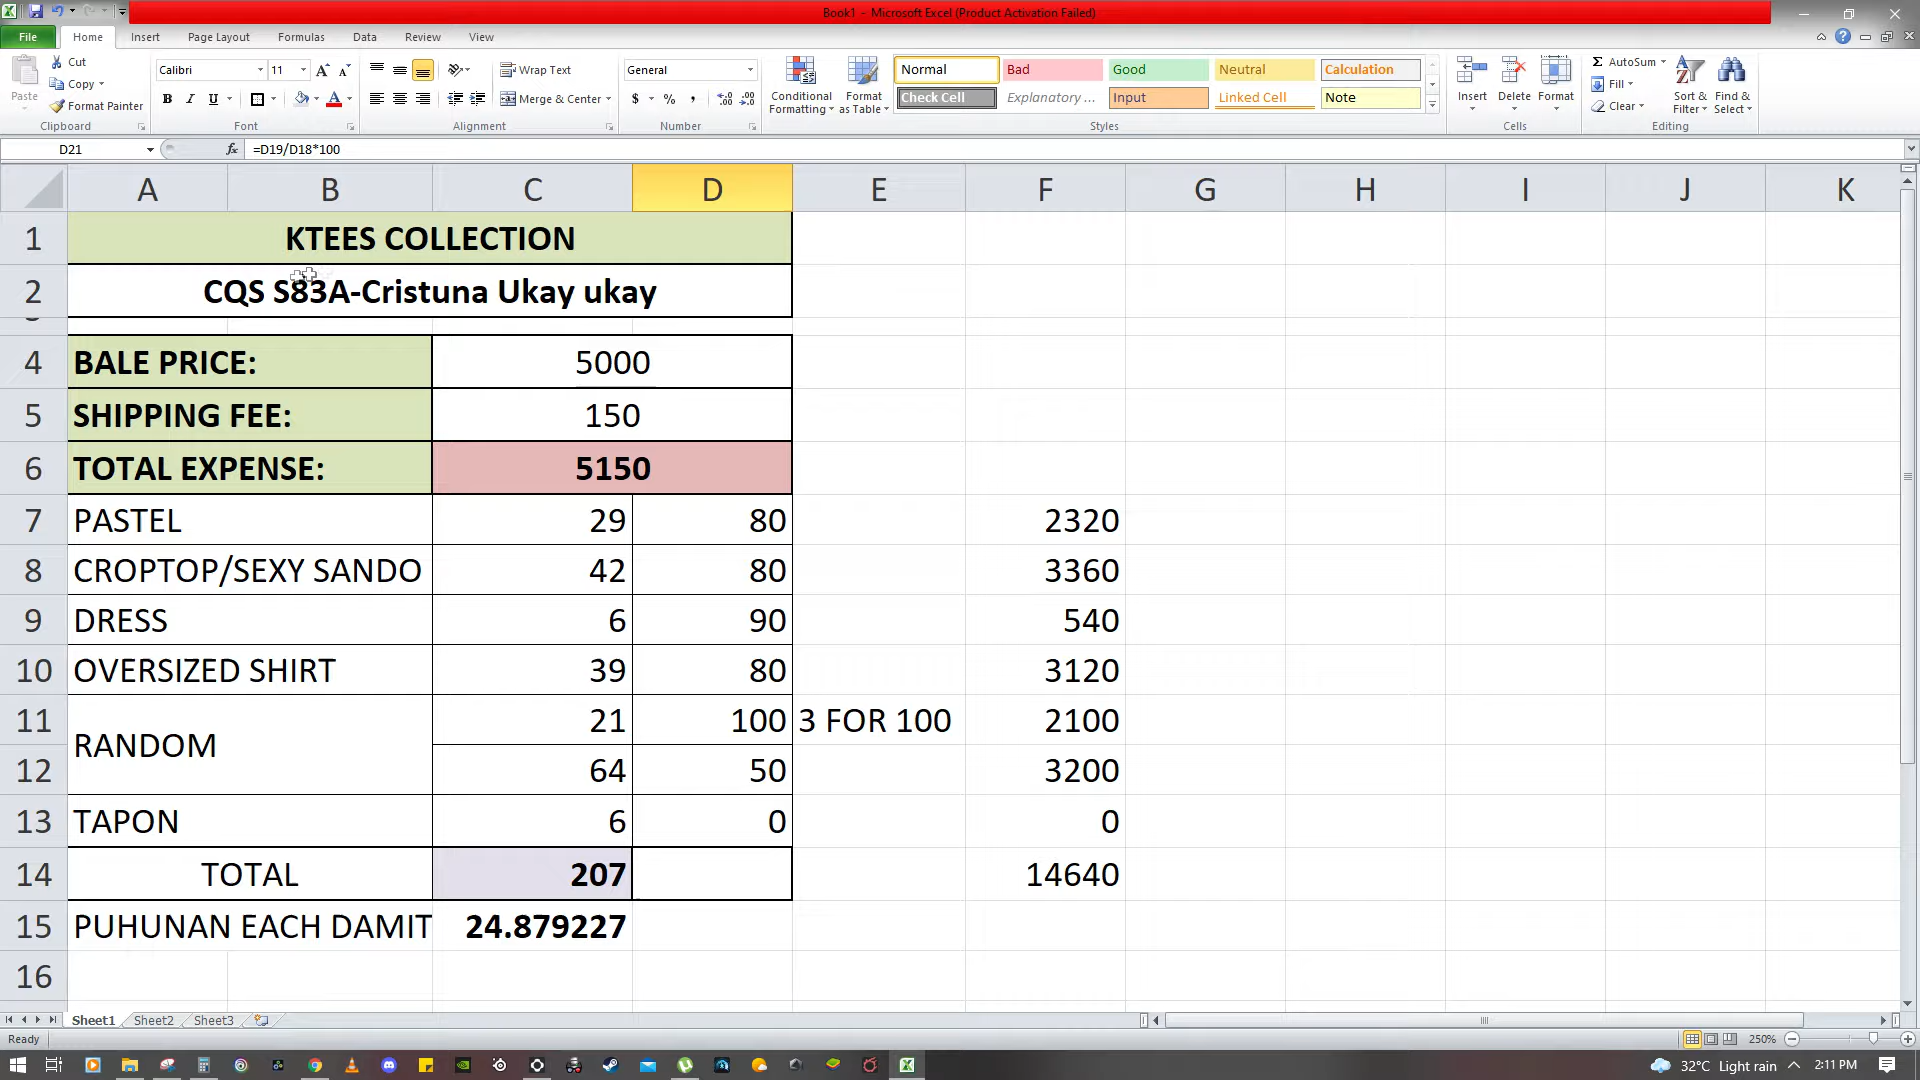 Book1 - Microsoft Excel (Product Activation Failed)
File Home Insert Page Layout Formulas Data Review View
Paste
Cut
Copy
Format Painter
Clipboard
Calibri 11
B I U
Font
Wrap Text
Merge & Center
Alignment
General
$ % ,
Number
Conditional Formatting
Format as Table
Normal Bad Good Neutral Calculation
Check Cell Explanatory ... Input Linked Cell Note
Styles
Insert Delete Format
Cells
Σ AutoSum
Fill
Clear
Sort & Filter
Find & Select
Editing
D21 fx =D19/D18*100
A B C D E F G H I J K
1 KTEES COLLECTION
2 CQS S83A-Cristuna Ukay ukay
4 BALE PRICE: 5000
5 SHIPPING FEE: 150
6 TOTAL EXPENSE: 5150
7 PASTEL 29 80 2320
8 CROPTOP/SEXY SANDO 42 80 3360
9 DRESS 6 90 540
10 OVERSIZED SHIRT 39 80 3120
11 21 100 3 FOR 100 2100
RANDOM
12 64 50 3200
13 TAPON 6 0 0
14 TOTAL 207 14640
15 PUHUNAN EACH DAMIT 24.879227
16
Sheet1 Sheet2 Sheet3
Ready 250%
32°C Light rain 2:11 PM